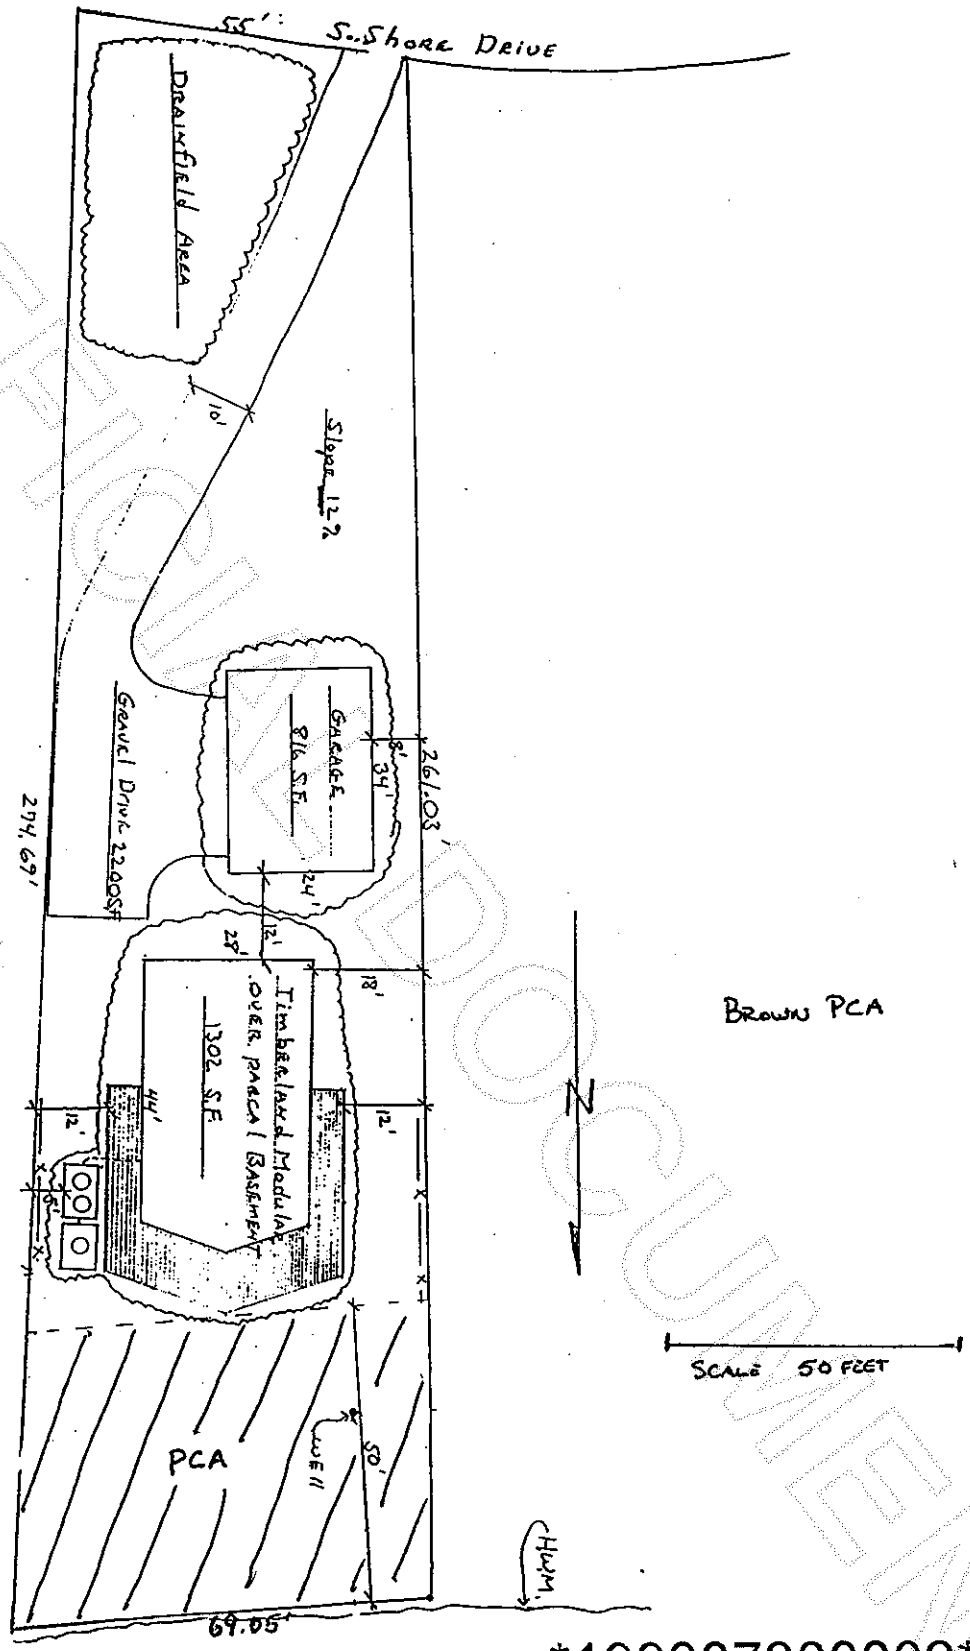 55'
S. Shore Drive
Drainfield Area
10'
Slope 12%
Garage
816 S.F.
8'
34'
261.03'
24'
Gravel Drive 2200SF
274.69'
12'
28'
18'
Timberland Modular
over parcal Basement
1302 S.F.
44'
12'
12'
Brown PCA
N
SCALE 50 FEET
PCA
Well
50'
HWM.
69.05'
DOCUMEN